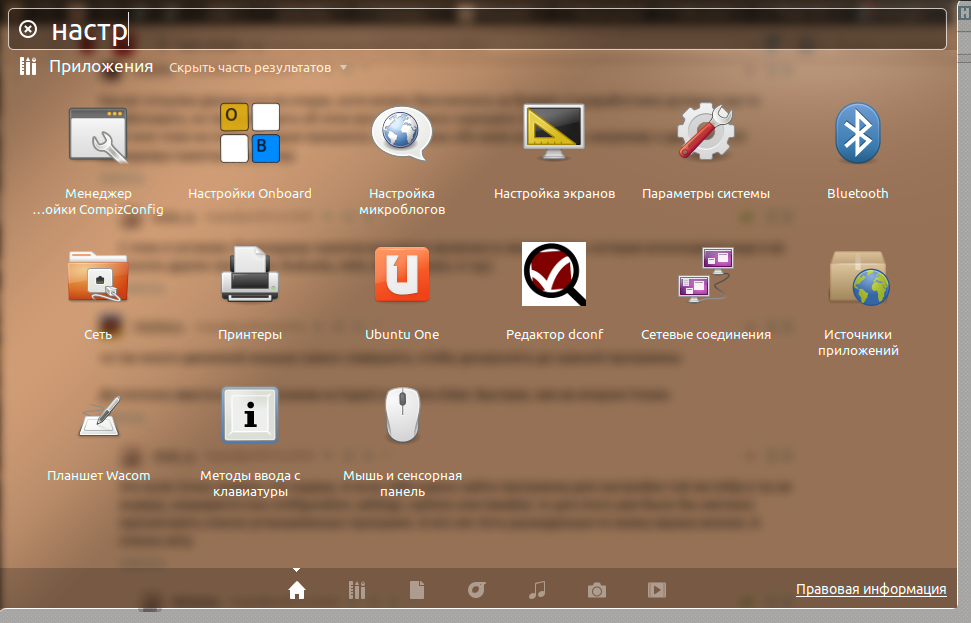 настр
Приложения Скрыть часть результатов
Менеджер
...ойки CompizConfig
Настройки Onboard
Настройка
микроблогов
Настройка экранов
Параметры системы
Bluetooth
Сеть
Принтеры
Ubuntu One
Редактор dconf
Сетевые соединения
Источники
приложений
Планшет Wacom
Методы ввода с
клавиатуры
Мышь и сенсорная
панель
Правовая информация